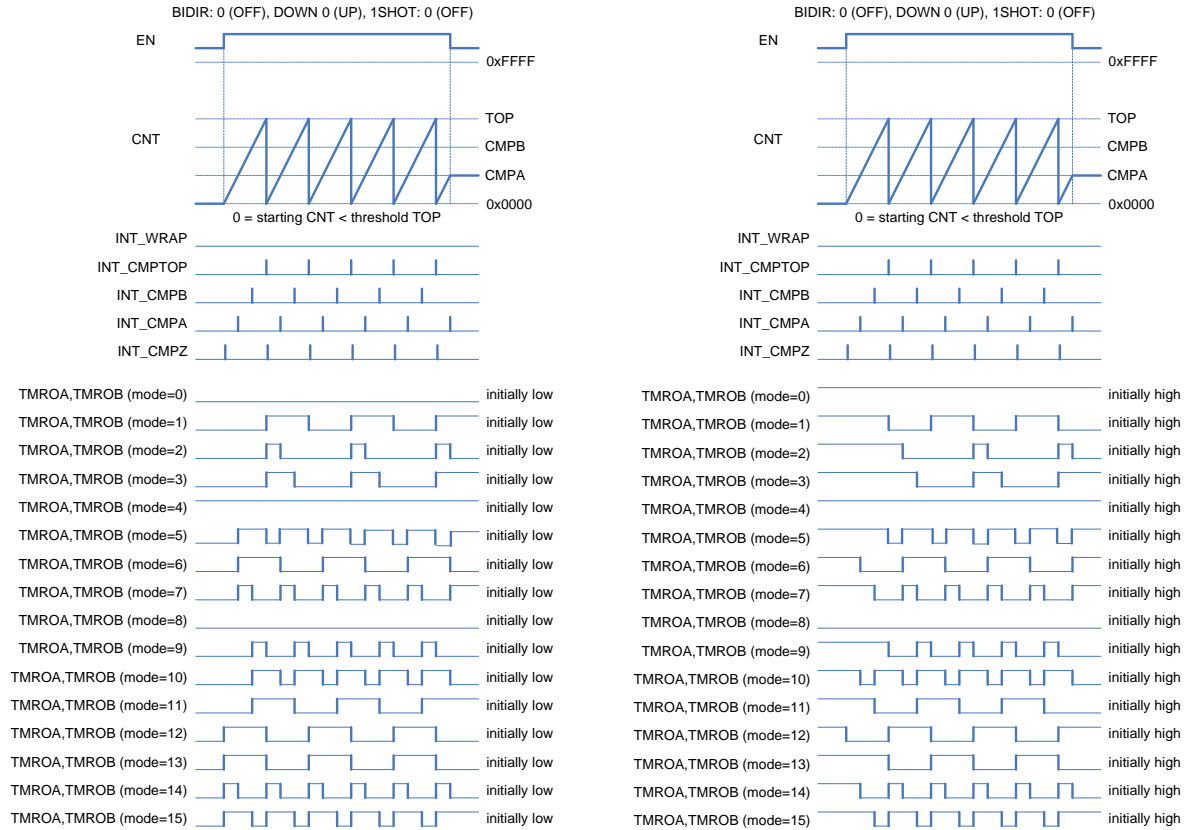 BIDIR: 0 (OFF), DOWN 0 (UP), 1SHOT: 0 (OFF)
EN
0xFFFF
TOP
CNT
CMPB
CMPA
0x0000
0 = starting CNT < threshold TOP
INT_WRAP
INT_CMPTOP
INT_CMPB
INT_CMPA
INT_CMPZ
TMROA,TMROB (mode=0) initially low
TMROA,TMROB (mode=1) initially low
TMROA,TMROB (mode=2) initially low
TMROA,TMROB (mode=3) initially low
TMROA,TMROB (mode=4) initially low
TMROA,TMROB (mode=5) initially low
TMROA,TMROB (mode=6) initially low
TMROA,TMROB (mode=7) initially low
TMROA,TMROB (mode=8) initially low
TMROA,TMROB (mode=9) initially low
TMROA,TMROB (mode=10) initially low
TMROA,TMROB (mode=11) initially low
TMROA,TMROB (mode=12) initially low
TMROA,TMROB (mode=13) initially low
TMROA,TMROB (mode=14) initially low
TMROA,TMROB (mode=15) initially low
BIDIR: 0 (OFF), DOWN 0 (UP), 1SHOT: 0 (OFF)
EN
0xFFFF
TOP
CNT
CMPB
CMPA
0x0000
0 = starting CNT < threshold TOP
INT_WRAP
INT_CMPTOP
INT_CMPB
INT_CMPA
INT_CMPZ
TMROA,TMROB (mode=0) initially high
TMROA,TMROB (mode=1) initially high
TMROA,TMROB (mode=2) initially high
TMROA,TMROB (mode=3) initially high
TMROA,TMROB (mode=4) initially high
TMROA,TMROB (mode=5) initially high
TMROA,TMROB (mode=6) initially high
TMROA,TMROB (mode=7) initially high
TMROA,TMROB (mode=8) initially high
TMROA,TMROB (mode=9) initially high
TMROA,TMROB (mode=10) initially high
TMROA,TMROB (mode=11) initially high
TMROA,TMROB (mode=12) initially high
TMROA,TMROB (mode=13) initially high
TMROA,TMROB (mode=14) initially high
TMROA,TMROB (mode=15) initially high